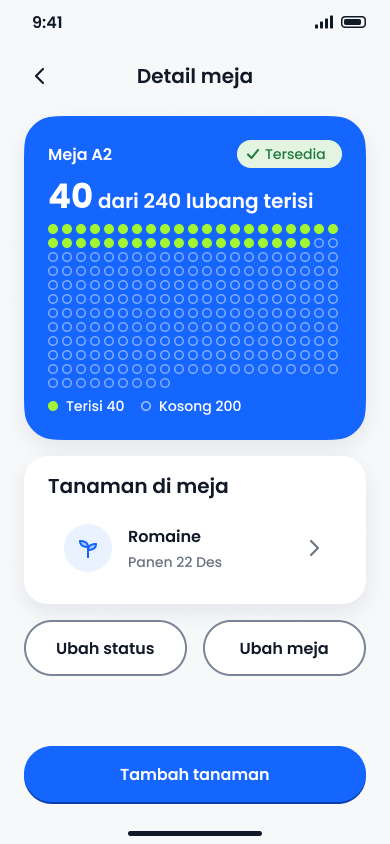 9:41
Detail meja
Meja A2
Tersedia
40 dari 240 lubang terisi
Terisi 40
Kosong 200
Tanaman di meja
Romaine
Panen 22 Des
Ubah status
Ubah meja
Tambah tanaman